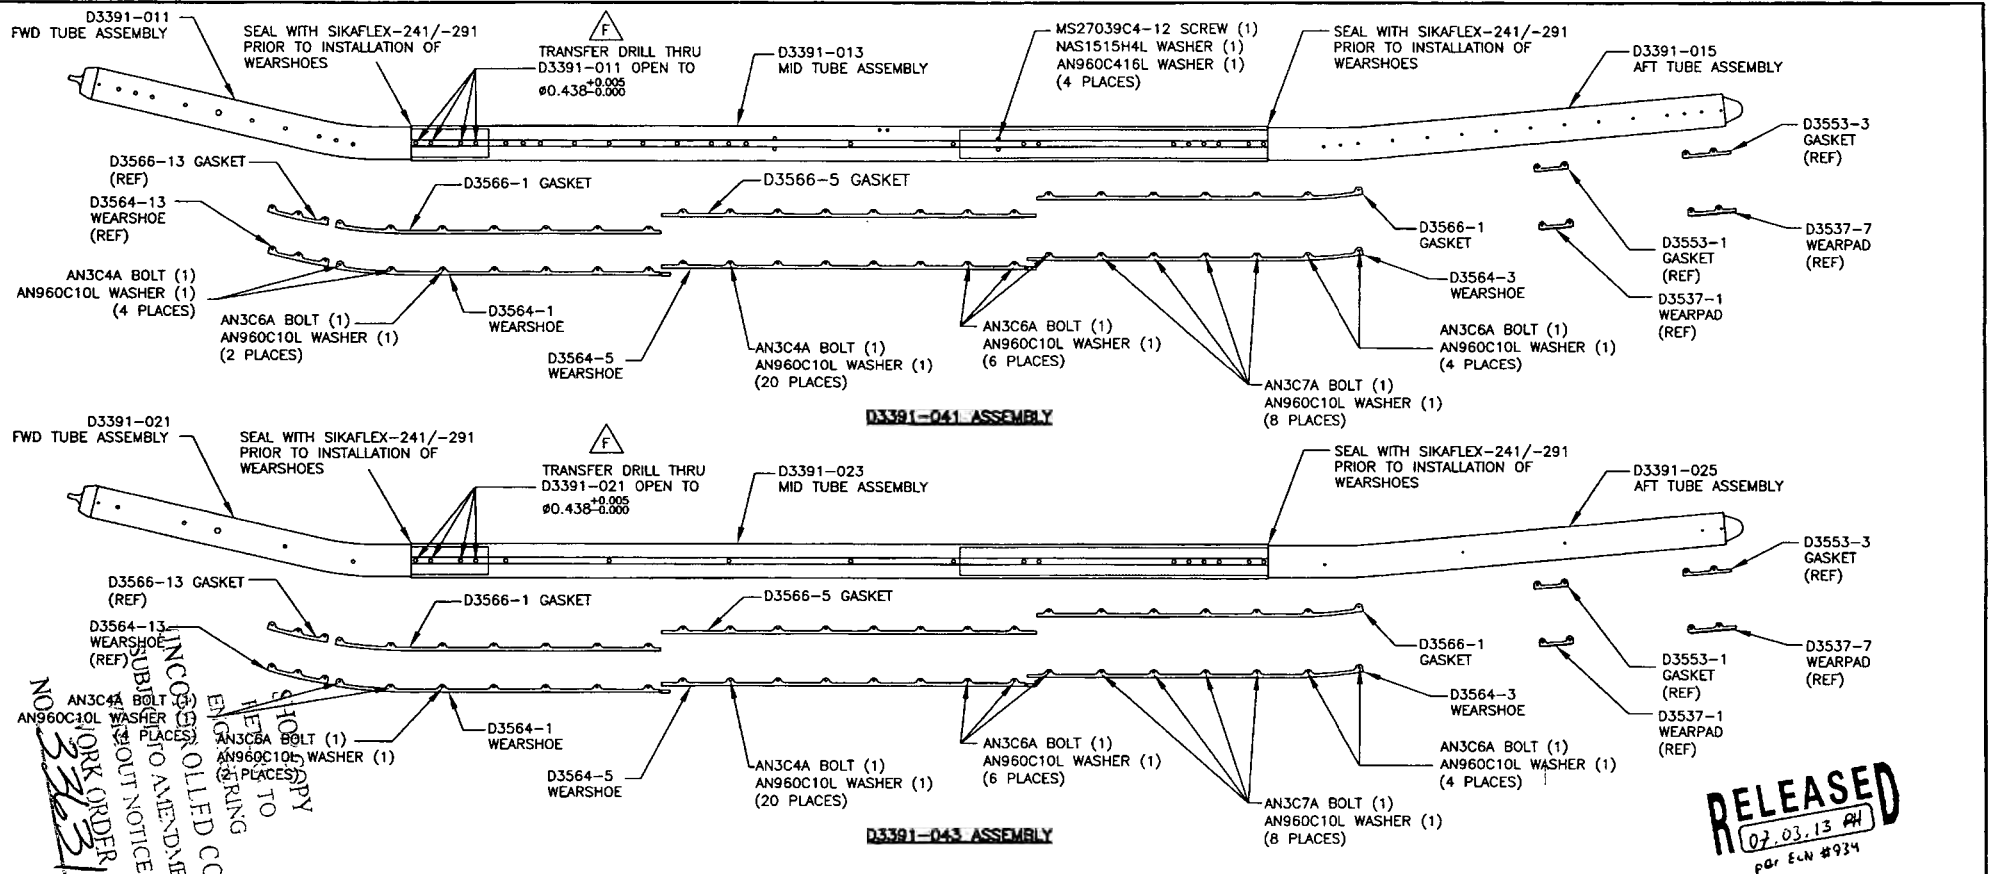 D3391-011
FWD TUBE ASSEMBLY
SEAL WITH SIKAFLEX-241/-291
PRIOR TO INSTALLATION OF
WEARSHOES
F
TRANSFER DRILL THRU
D3391-011 OPEN TO
ø0.438+0.005-0.000
D3391-013
MID TUBE ASSEMBLY
MS27039C4-12 SCREW (1)
NAS1515H4L WASHER (1)
AN960C416L WASHER (1)
(4 PLACES)
SEAL WITH SIKAFLEX-241/-291
PRIOR TO INSTALLATION OF
WEARSHOES
D3391-015
AFT TUBE ASSEMBLY
D3553-3
GASKET
(REF)
D3566-13 GASKET
(REF)
D3566-1 GASKET
D3566-5 GASKET
D3564-13
WEARSHOE
(REF)
D3566-1
GASKET
D3553-1
GASKET
(REF)
D3537-7
WEARPAD
(REF)
AN3C4A BOLT (1)
AN960C10L WASHER (1)
(4 PLACES)
AN3C6A BOLT (1)
AN960C10L WASHER (1)
(2 PLACES)
D3564-1
WEARSHOE
D3564-5
WEARSHOE
AN3C4A BOLT (1)
AN960C10L WASHER (1)
(20 PLACES)
AN3C6A BOLT (1)
AN960C10L WASHER (1)
(6 PLACES)
D3564-3
WEARSHOE
D3537-1
WEARPAD
(REF)
AN3C6A BOLT (1)
AN960C10L WASHER (1)
(4 PLACES)
AN3C7A BOLT (1)
AN960C10L WASHER (1)
(8 PLACES)
D3391-041 ASSEMBLY
D3391-021
FWD TUBE ASSEMBLY
SEAL WITH SIKAFLEX-241/-291
PRIOR TO INSTALLATION OF
WEARSHOES
F
TRANSFER DRILL THRU
D3391-021 OPEN TO
ø0.438+0.005-0.000
D3391-023
MID TUBE ASSEMBLY
SEAL WITH SIKAFLEX-241/-291
PRIOR TO INSTALLATION OF
WEARSHOES
D3391-025
AFT TUBE ASSEMBLY
D3553-3
GASKET
(REF)
D3566-13 GASKET
(REF)
D3566-1 GASKET
D3566-5 GASKET
D3564-13
WEARSHOE
(REF)
D3566-1
GASKET
D3553-1
GASKET
(REF)
D3537-7
WEARPAD
(REF)
AN3C4A BOLT (1)
AN960C10L WASHER (1)
(4 PLACES)
AN3C6A BOLT (1)
AN960C10L WASHER (1)
(2 PLACES)
D3564-1
WEARSHOE
D3564-5
WEARSHOE
AN3C4A BOLT (1)
AN960C10L WASHER (1)
(20 PLACES)
AN3C6A BOLT (1)
AN960C10L WASHER (1)
(6 PLACES)
D3564-3
WEARSHOE
D3537-1
WEARPAD
(REF)
AN3C6A BOLT (1)
AN960C10L WASHER (1)
(4 PLACES)
AN3C7A BOLT (1)
AN960C10L WASHER (1)
(8 PLACES)
D3391-043 ASSEMBLY
SHOP COPY
RETURN TO
ENGINEERING
SUBJECT TO AMENDME
WITHOUT NOTICE
WORK ORDER
NO. 33631
RELEASED
07.03.13 PH
per ECN #934